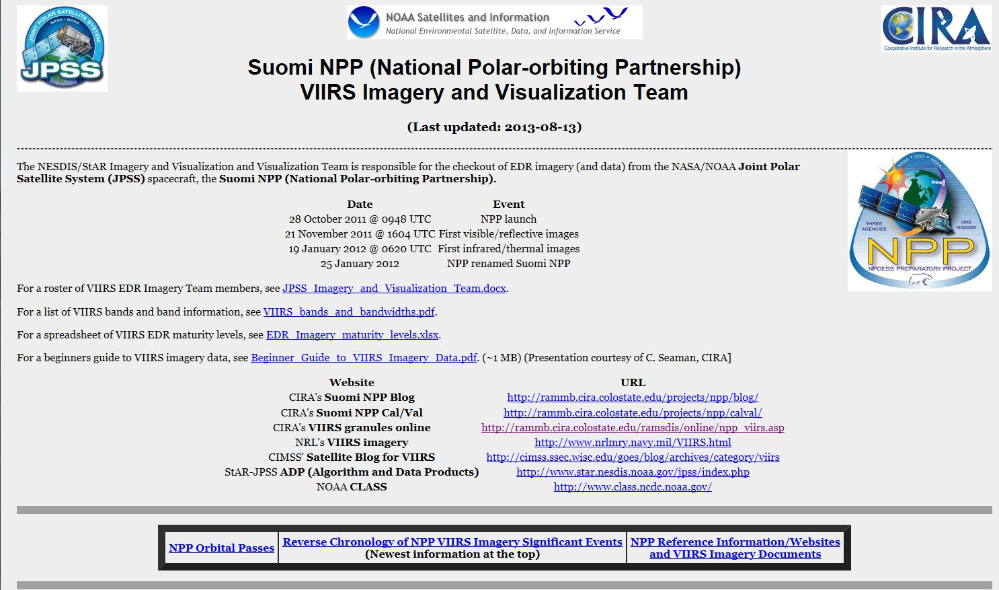 JOINT POLAR SATELLITE SYSTEM
NASA • NOAA
JPSS
NOAA Satellites and Information
National Environmental Satellite, Data, and Information Service
CIRA
Cooperative Institute for Research in the Atmosphere
Suomi NPP (National Polar-orbiting Partnership)
VIIRS Imagery and Visualization Team
(Last updated: 2013-08-13)
The NESDIS/StAR Imagery and Visualization and Visualization Team is responsible for the checkout of EDR imagery (and data) from the NASA/NOAA Joint Polar
Satellite System (JPSS) spacecraft, the Suomi NPP (National Polar-orbiting Partnership).
NASA • DoD • NOAA
THREE AGENCIES
ONE MISSION
NPP
NPOESS PREPARATORY PROJECT
Date Event
28 October 2011 @ 0948 UTC NPP launch
21 November 2011 @ 1604 UTC First visible/reflective images
19 January 2012 @ 0620 UTC First infrared/thermal images
25 January 2012 NPP renamed Suomi NPP
For a roster of VIIRS EDR Imagery Team members, see JPSS_Imagery_and_Visualization_Team.docx.
For a list of VIIRS bands and band information, see VIIRS_bands_and_bandwidths.pdf.
For a spreadsheet of VIIRS EDR maturity levels, see EDR_Imagery_maturity_levels.xlsx.
For a beginners guide to VIIRS imagery data, see Beginner_Guide_to_VIIRS_Imagery_Data.pdf. (~1 MB) (Presentation courtesy of C. Seaman, CIRA]
Website URL
CIRA's Suomi NPP Blog http://rammb.cira.colostate.edu/projects/npp/blog/
CIRA's Suomi NPP Cal/Val http://rammb.cira.colostate.edu/projects/npp/calval/
CIRA's VIIRS granules online http://rammb.cira.colostate.edu/ramsdis/online/npp_viirs.asp
NRL's VIIRS imagery http://www.nrlmry.navy.mil/VIIRS.html
CIMSS' Satellite Blog for VIIRS http://cimss.ssec.wisc.edu/goes/blog/archives/category/viirs
StAR-JPSS ADP (Algorithm and Data Products) http://www.star.nesdis.noaa.gov/jpss/index.php
NOAA CLASS http://www.class.ncdc.noaa.gov/
NPP Orbital Passes
Reverse Chronology of NPP VIIRS Imagery Significant Events
(Newest information at the top)
NPP Reference Information/Websites
and VIIRS Imagery Documents